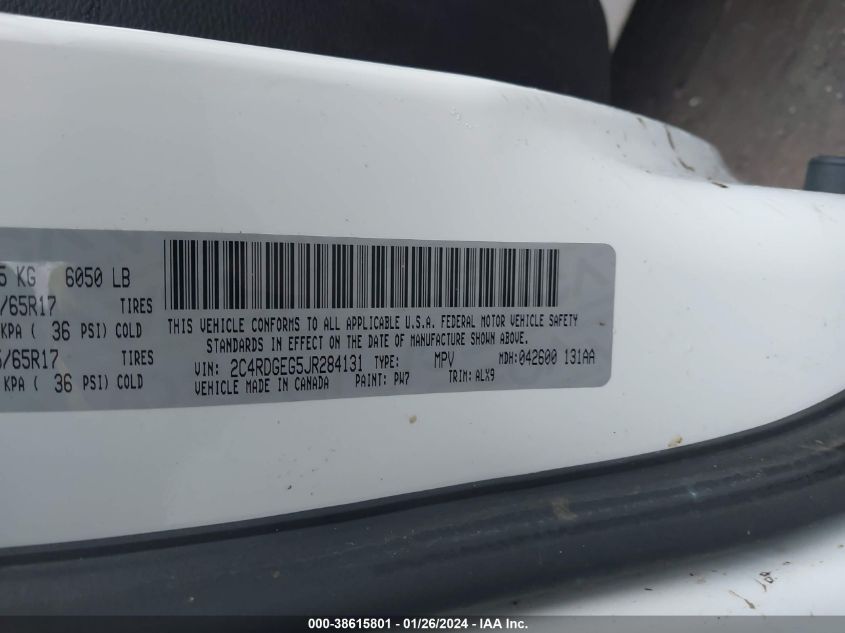 5 KG 6050 LB
/65R17 TIRES
KPA ( 36 PSI) COLD
/65R17 TIRES
KPA ( 36 PSI) COLD
THIS VEHICLE CONFORMS TO ALL APPLICABLE U.S.A. FEDERAL MOTOR VEHICLE SAFETY
STANDARDS IN EFFECT ON THE DATE OF MANUFACTURE SHOWN ABOVE.
VIN: 2C4RDGEG5JR284131 TYPE: MPV MDH: 042600 131AA
VEHICLE MADE IN CANADA PAINT: PW7 TRIM: ALX9
000-38615801 - 01/26/2024 - IAA Inc.